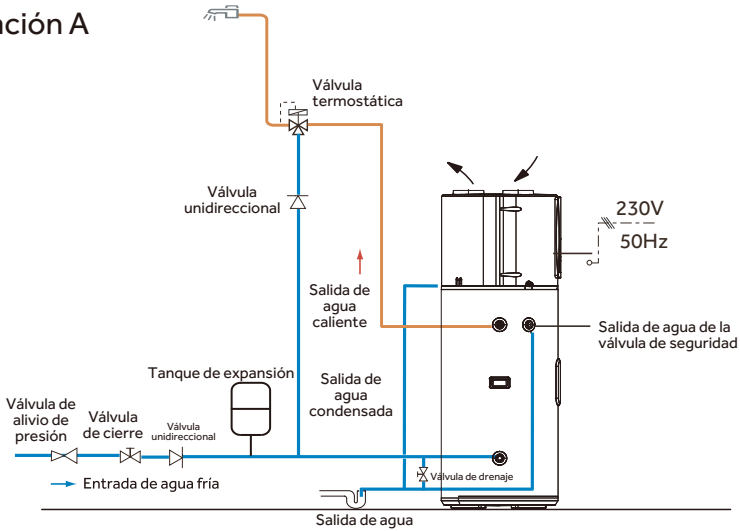 ación A
Válvula
termostática
Válvula
unidireccional
230V
50Hz
Salida de
agua
caliente
Salida de agua de la
válvula de seguridad
Tanque de expansión
Salida de
agua
condensada
Válvula de
alivio de
presión
Válvula
de cierre
Válvula
unidireccional
Válvula de drenaje
Entrada de agua fría
Salida de agua